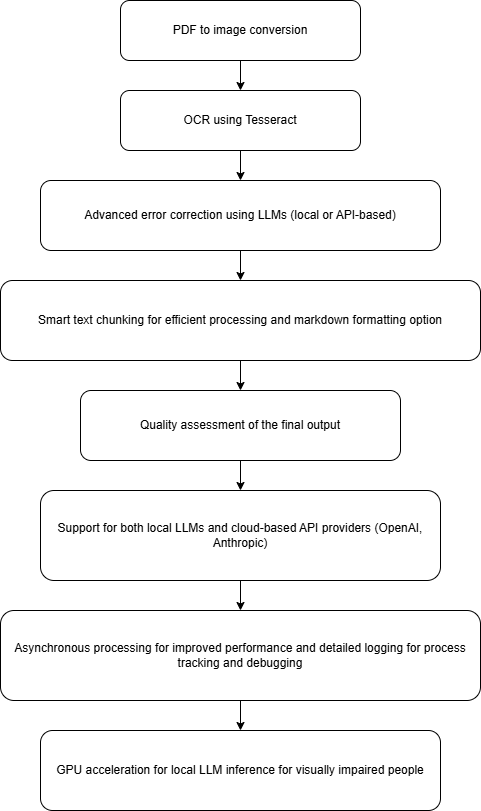 PDF to image conversion
OCR using Tesseract
Advanced error correction using LLMs (local or API-based)
Smart text chunking for efficient processing and markdown formatting option
Quality assessment of the final output
Support for both local LLMs and cloud-based API providers (OpenAI,
Anthropic)
Asynchronous processing for improved performance and detailed logging for process
tracking and debugging
GPU acceleration for local LLM inference for visually impaired people